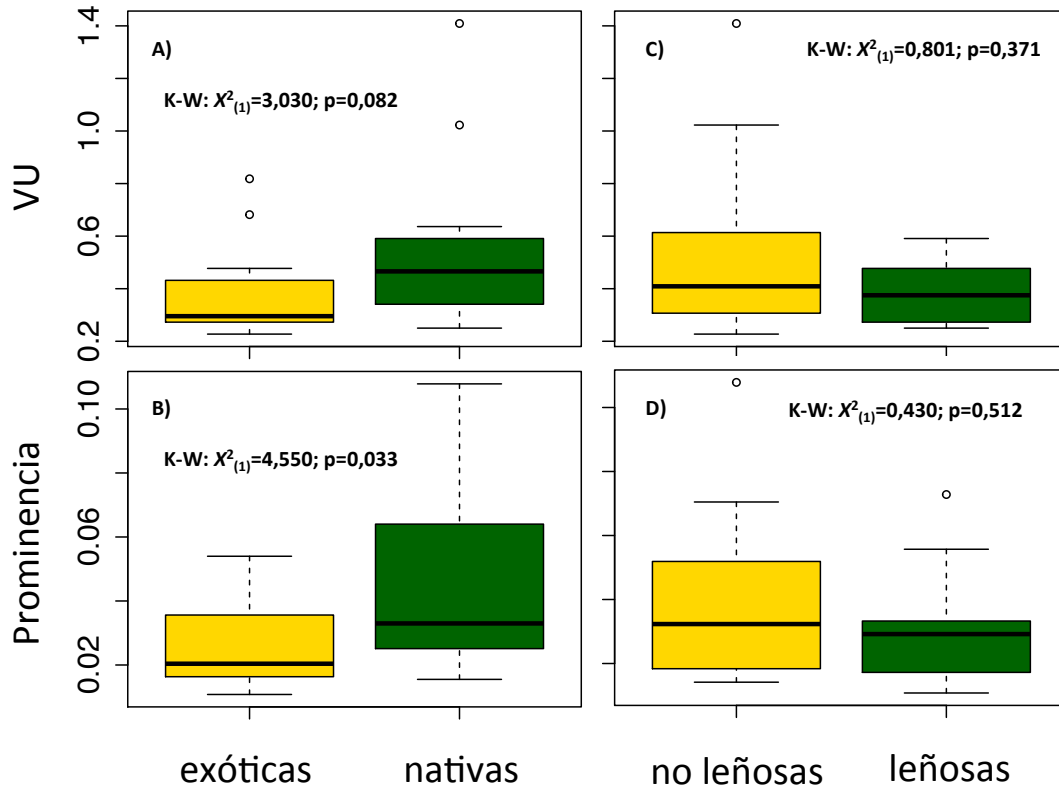 VU
1.4
1.0
0.6
0.2
A)
K-W: X²(1)=3,030; p=0,082
C)
K-W: X²(1)=0,801; p=0,371
Prominencia
0.10
0.06
0.02
B)
K-W: X²(1)=4,550; p=0,033
D)
K-W: X²(1)=0,430; p=0,512
exóticas nativas no leñosas leñosas